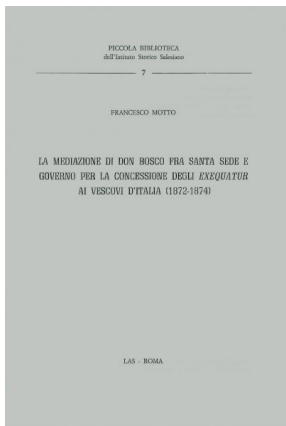 PICCOLA BIBLIOTECA
dell'Istituto Storico Salesiano
7
FRANCESCO MOTTO
LA MEDIAZIONE DI DON BOSCO FRA SANTA SEDE E
GOVERNO PER LA CONCESSIONE DEGLI EXEQUATUR
AI VESCOVI D'ITALIA (1872-1874)
LAS - ROMA